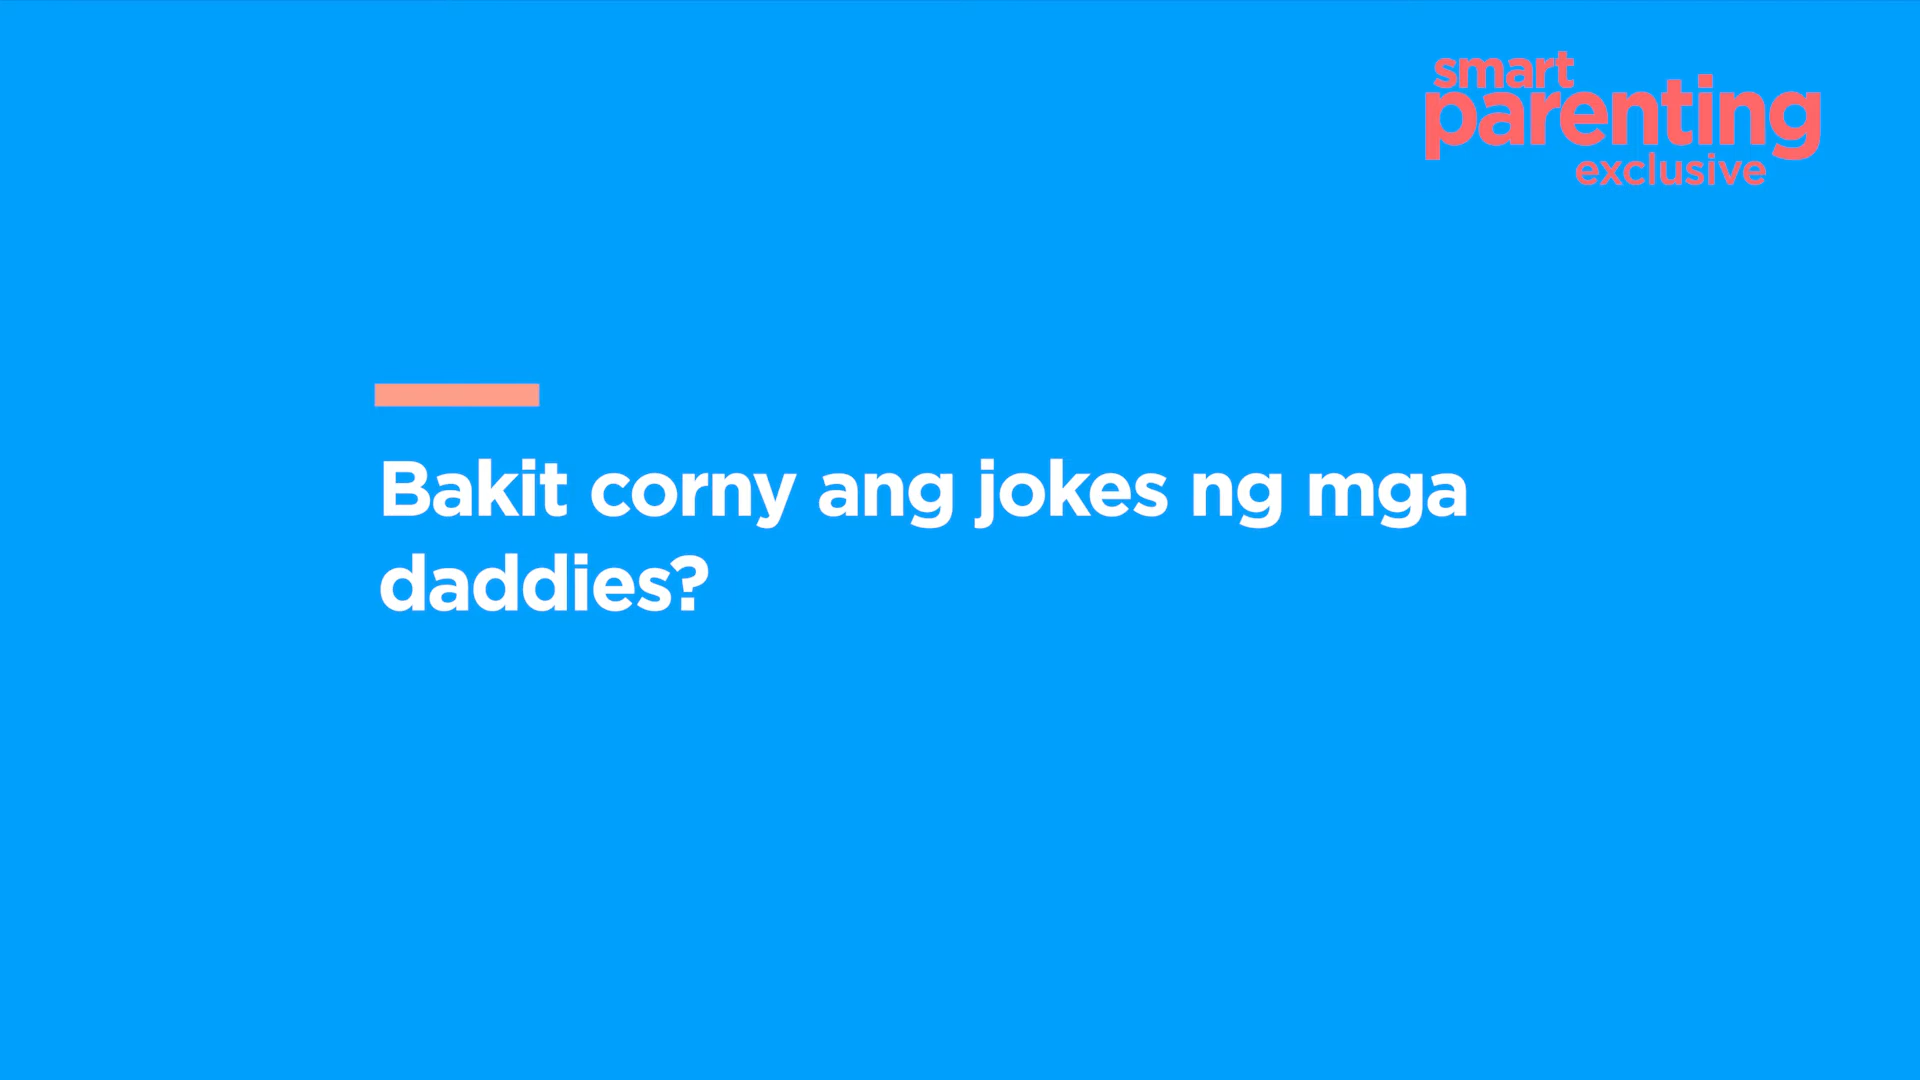 smart
parenting
exclusive
Bakit corny ang jokes ng mga
daddies?